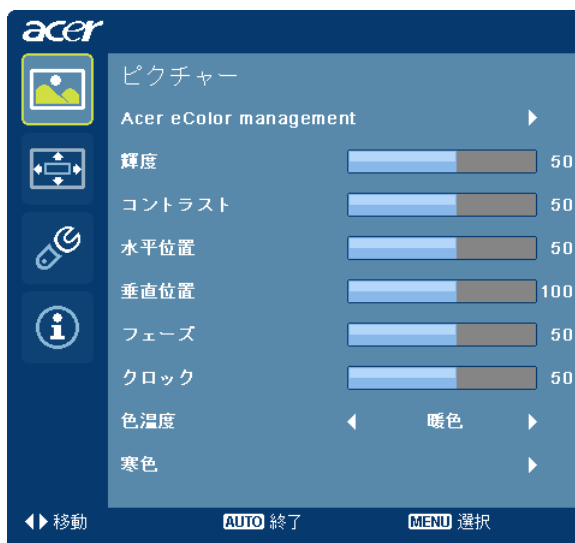 acer
ピクチャー
Acer eColor management
輝度 50
コントラスト 50
水平位置 50
垂直位置 100
フェーズ 50
クロック 50
色温度 暖色
寒色
移動 AUTO 終了 MENU 選択